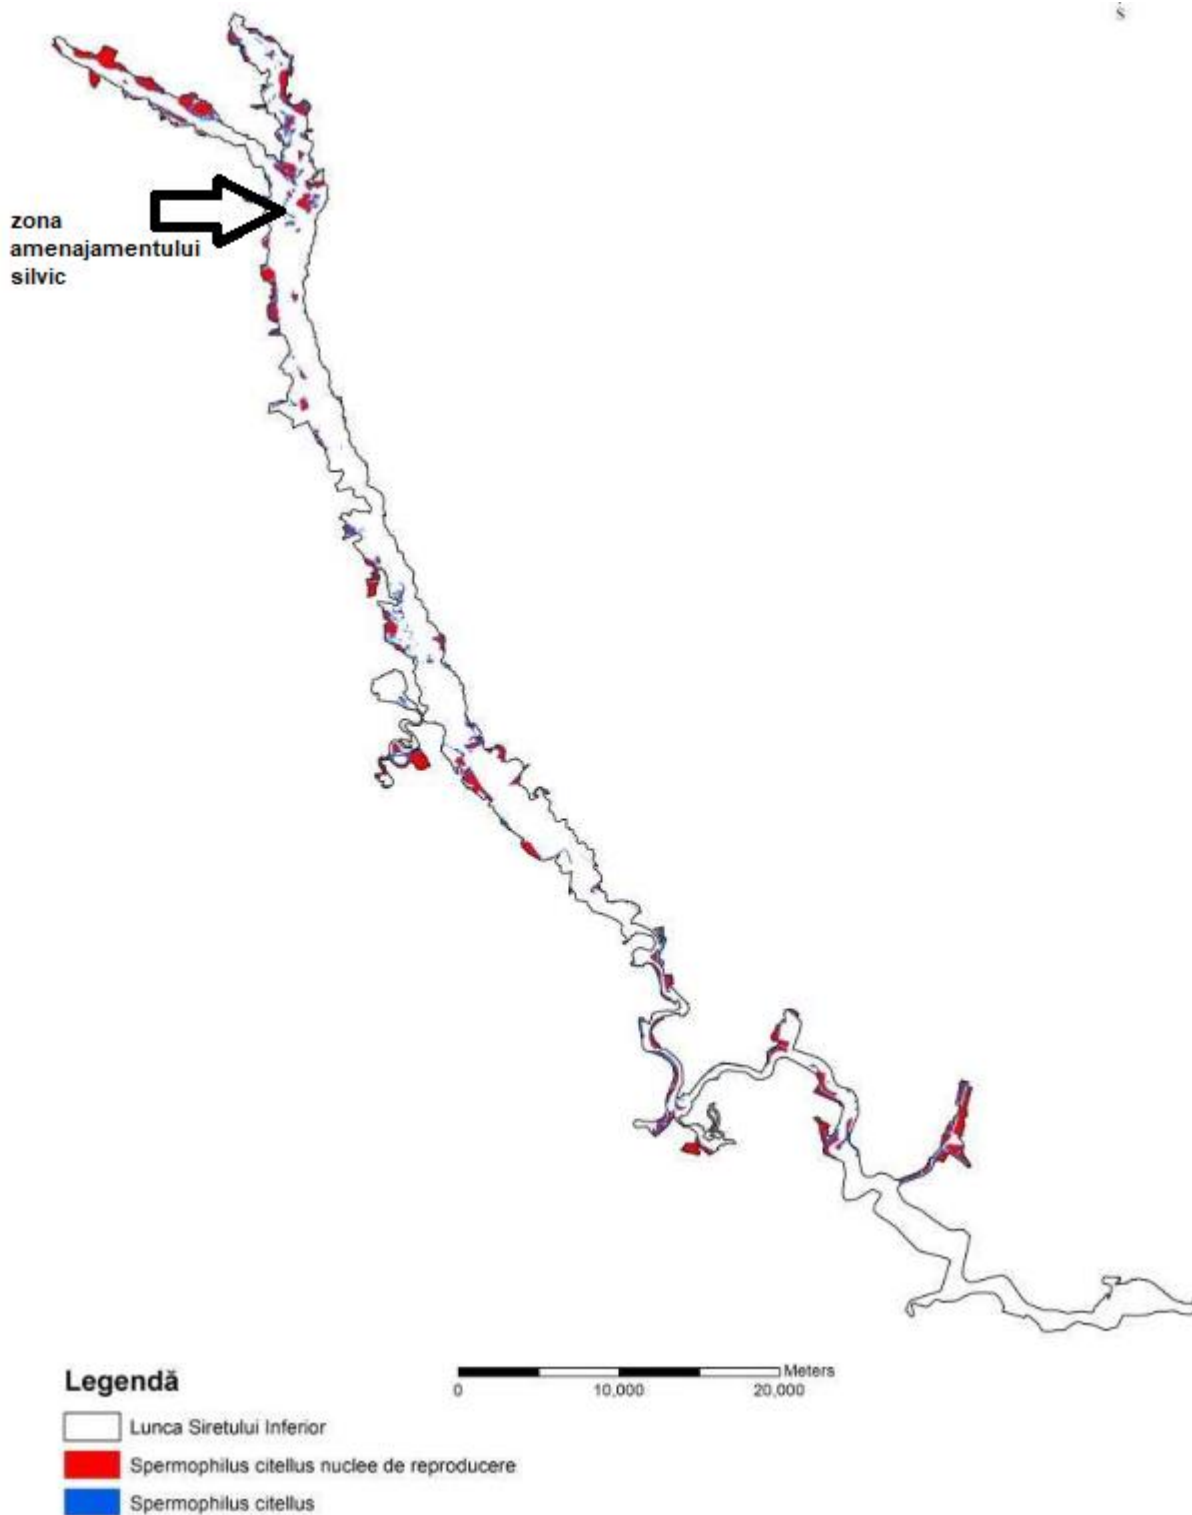 S
zona
amenajamentului
silvic
Legendă
Meters
0 10,000 20,000
Lunca Siretului Inferior
Spermophilus citellus nuclee de reproducere
Spermophilus citellus